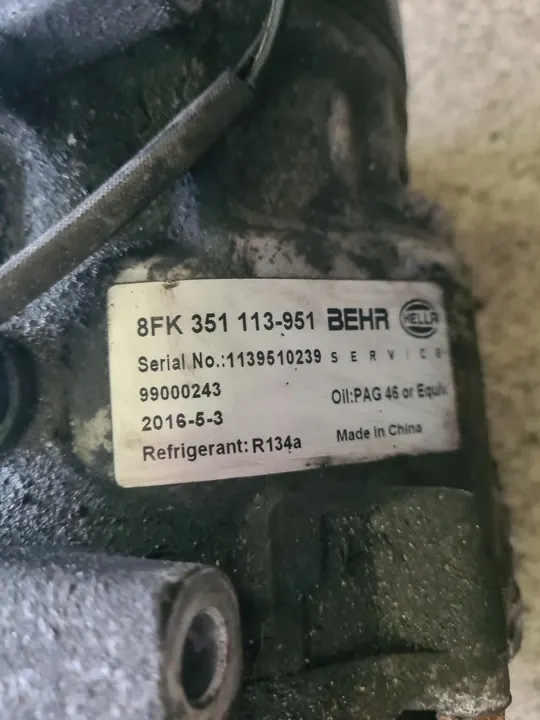 8FK 351 113-951 BEHR HELLA
Serial No.:1139510239 SERVICE
99000243 Oil:PAG 46 or Equiv.
2016-5-3
Refrigerant: R134a Made in China